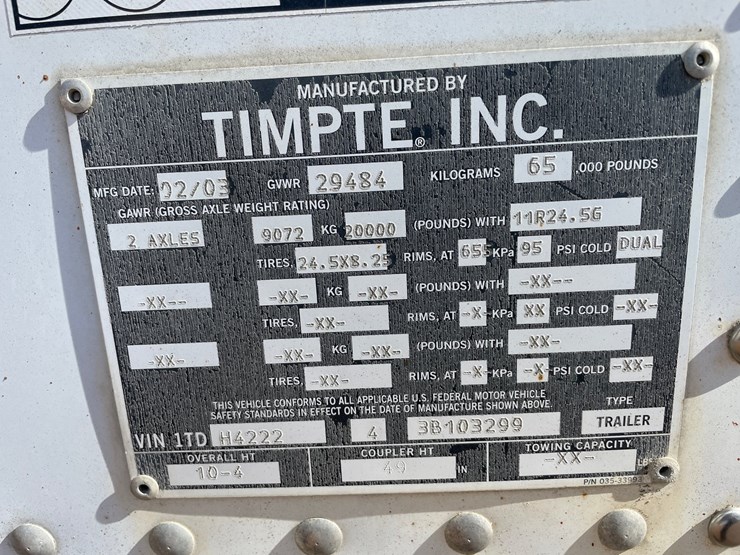 MANUFACTURED BY
TIMPTE® INC.
MFG DATE: 02/03 GVWR 29484 KILOGRAMS 65 ,000 POUNDS
GAWR (GROSS AXLE WEIGHT RATING)
2 AXLES 9072 KG 20000 (POUNDS) WITH 11R24.5G
TIRES, 24.5X8.25 RIMS, AT 655 KPa 95 PSI COLD DUAL
-XX-- -XX- KG -XX- (POUNDS) WITH -XX--
TIRES, -XX- RIMS, AT -X- KPa XX PSI COLD -XX-
-XX- -XX- KG -XX- (POUNDS) WITH -XX-
TIRES, -XX- RIMS, AT -X- KPa -X- PSI COLD -XX-
THIS VEHICLE CONFORMS TO ALL APPLICABLE U.S. FEDERAL MOTOR VEHICLE
SAFETY STANDARDS IN EFFECT ON THE DATE OF MANUFACTURE SHOWN ABOVE.
TYPE
VIN 1TD H4222 4 3B103299 TRAILER
OVERALL HT COUPLER HT TOWING CAPACITY
10-4 49 IN -XX- LBS
P/N 035-33993